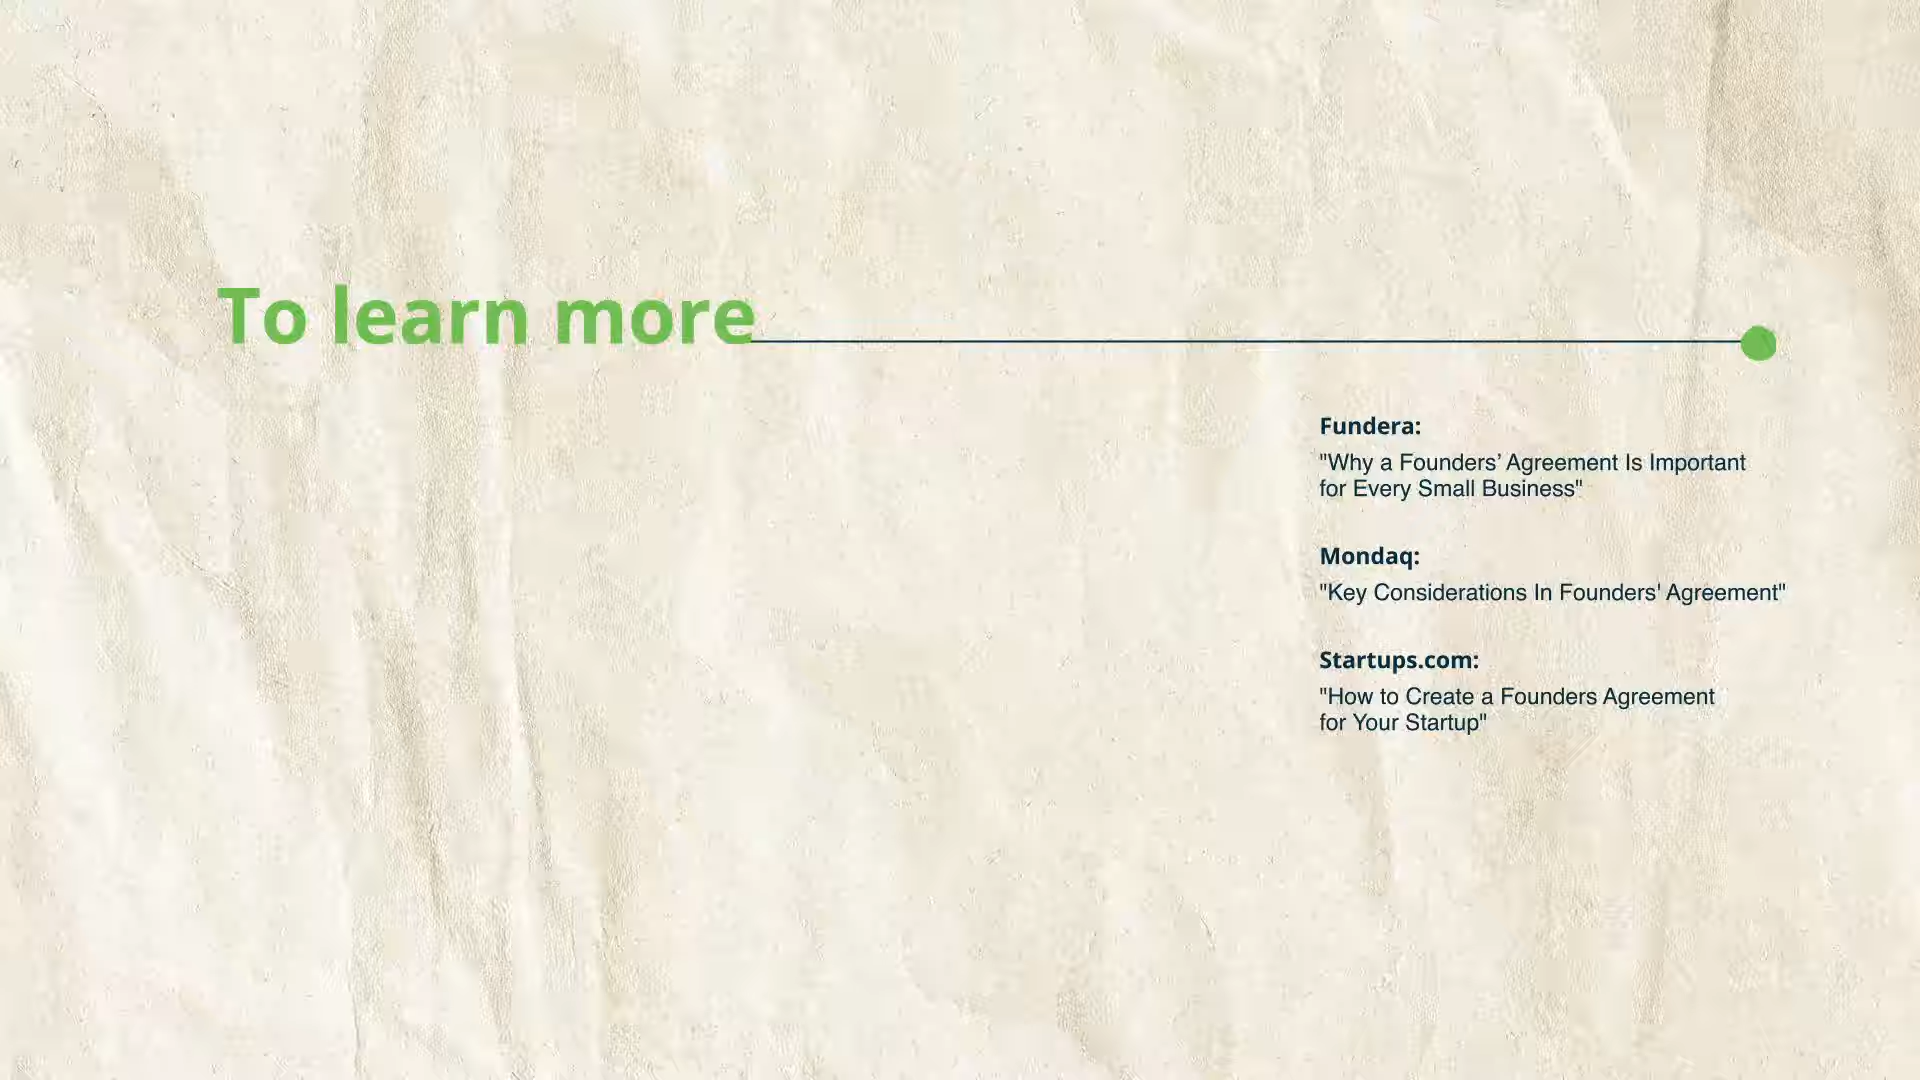 To learn more
Fundera:
"Why a Founders’ Agreement Is Important
for Every Small Business"
Mondaq:
"Key Considerations In Founders' Agreement"
Startups.com:
"How to Create a Founders Agreement
for Your Startup"